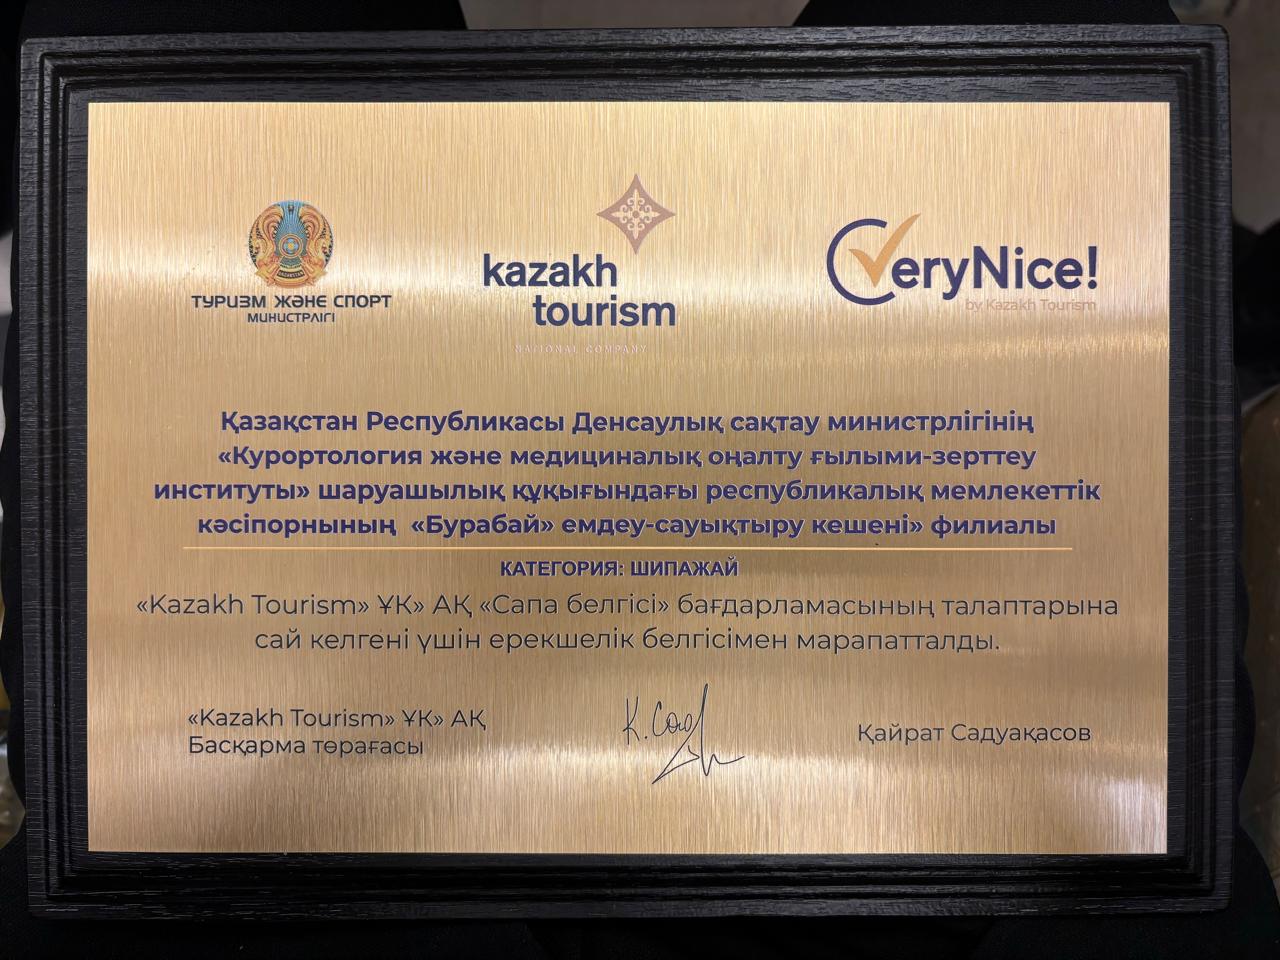 ТУРИЗМ ЖӘНЕ СПОРТ
МИНИСТРЛІГІ
kazakh
tourism
NATIONAL COMPANY
VeryNice!
by Kazakh Tourism
Қазақстан Республикасы Денсаулық сақтау министрлігінің
«Курортология және медициналық оңалту ғылыми-зерттеу
институты» шаруашылық құқығындағы республикалық мемлекеттік
кәсіпорнының «Бурабай» емдеу-сауықтыру кешені» филиалы
КАТЕГОРИЯ: ШИПАЖАЙ
«Kazakh Tourism» ҰК» АҚ «Сапа белгісі» бағдарламасының талаптарына
сай келгені үшін ерекшелік белгісімен марапатталды.
«Kazakh Tourism» ҰК» АҚ
Басқарма төрағасы
К. Сад
Қайрат Садуақасов